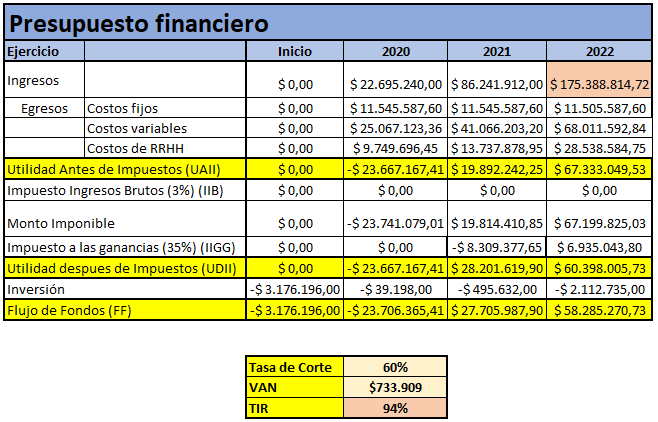 Presupuesto financiero
Ejercicio Inicio 2020 2021 2022
Ingresos $ 0,00 $ 22.695.240,00 $ 86.241.912,00 $ 175.388.814,72
Egresos Costos fijos $ 0,00 $ 11.545.587,60 $ 11.545.587,60 $ 11.505.587,60
Costos variables $ 0,00 $ 25.067.123,36 $ 41.066.203,20 $ 68.011.592,84
Costos de RRHH $ 0,00 $ 9.749.696,45 $ 13.737.878,95 $ 28.538.584,75
Utilidad Antes de Impuestos (UAII) $ 0,00 -$ 23.667.167,41 $ 19.892.242,25 $ 67.333.049,53
Impuesto Ingresos Brutos (3%) (IIB) $ 0,00 $ 0,00 $ 0,00 $ 0,00
Monto Imponible $ 0,00 -$ 23.741.079,01 $ 19.814.410,85 $ 67.199.825,03
Impuesto a las ganancias (35%) (IIGG) $ 0,00 $ 0,00 -$ 8.309.377,65 $ 6.935.043,80
Utilidad despues de Impuestos (UDII) $ 0,00 -$ 23.667.167,41 $ 28.201.619,90 $ 60.398.005,73
Inversión -$ 3.176.196,00 -$ 39.198,00 -$ 495.632,00 -$ 2.112.735,00
Flujo de Fondos (FF) -$ 3.176.196,00 -$ 23.706.365,41 $ 27.705.987,90 $ 58.285.270,73
Tasa de Corte 60%
VAN $733.909
TIR 94%